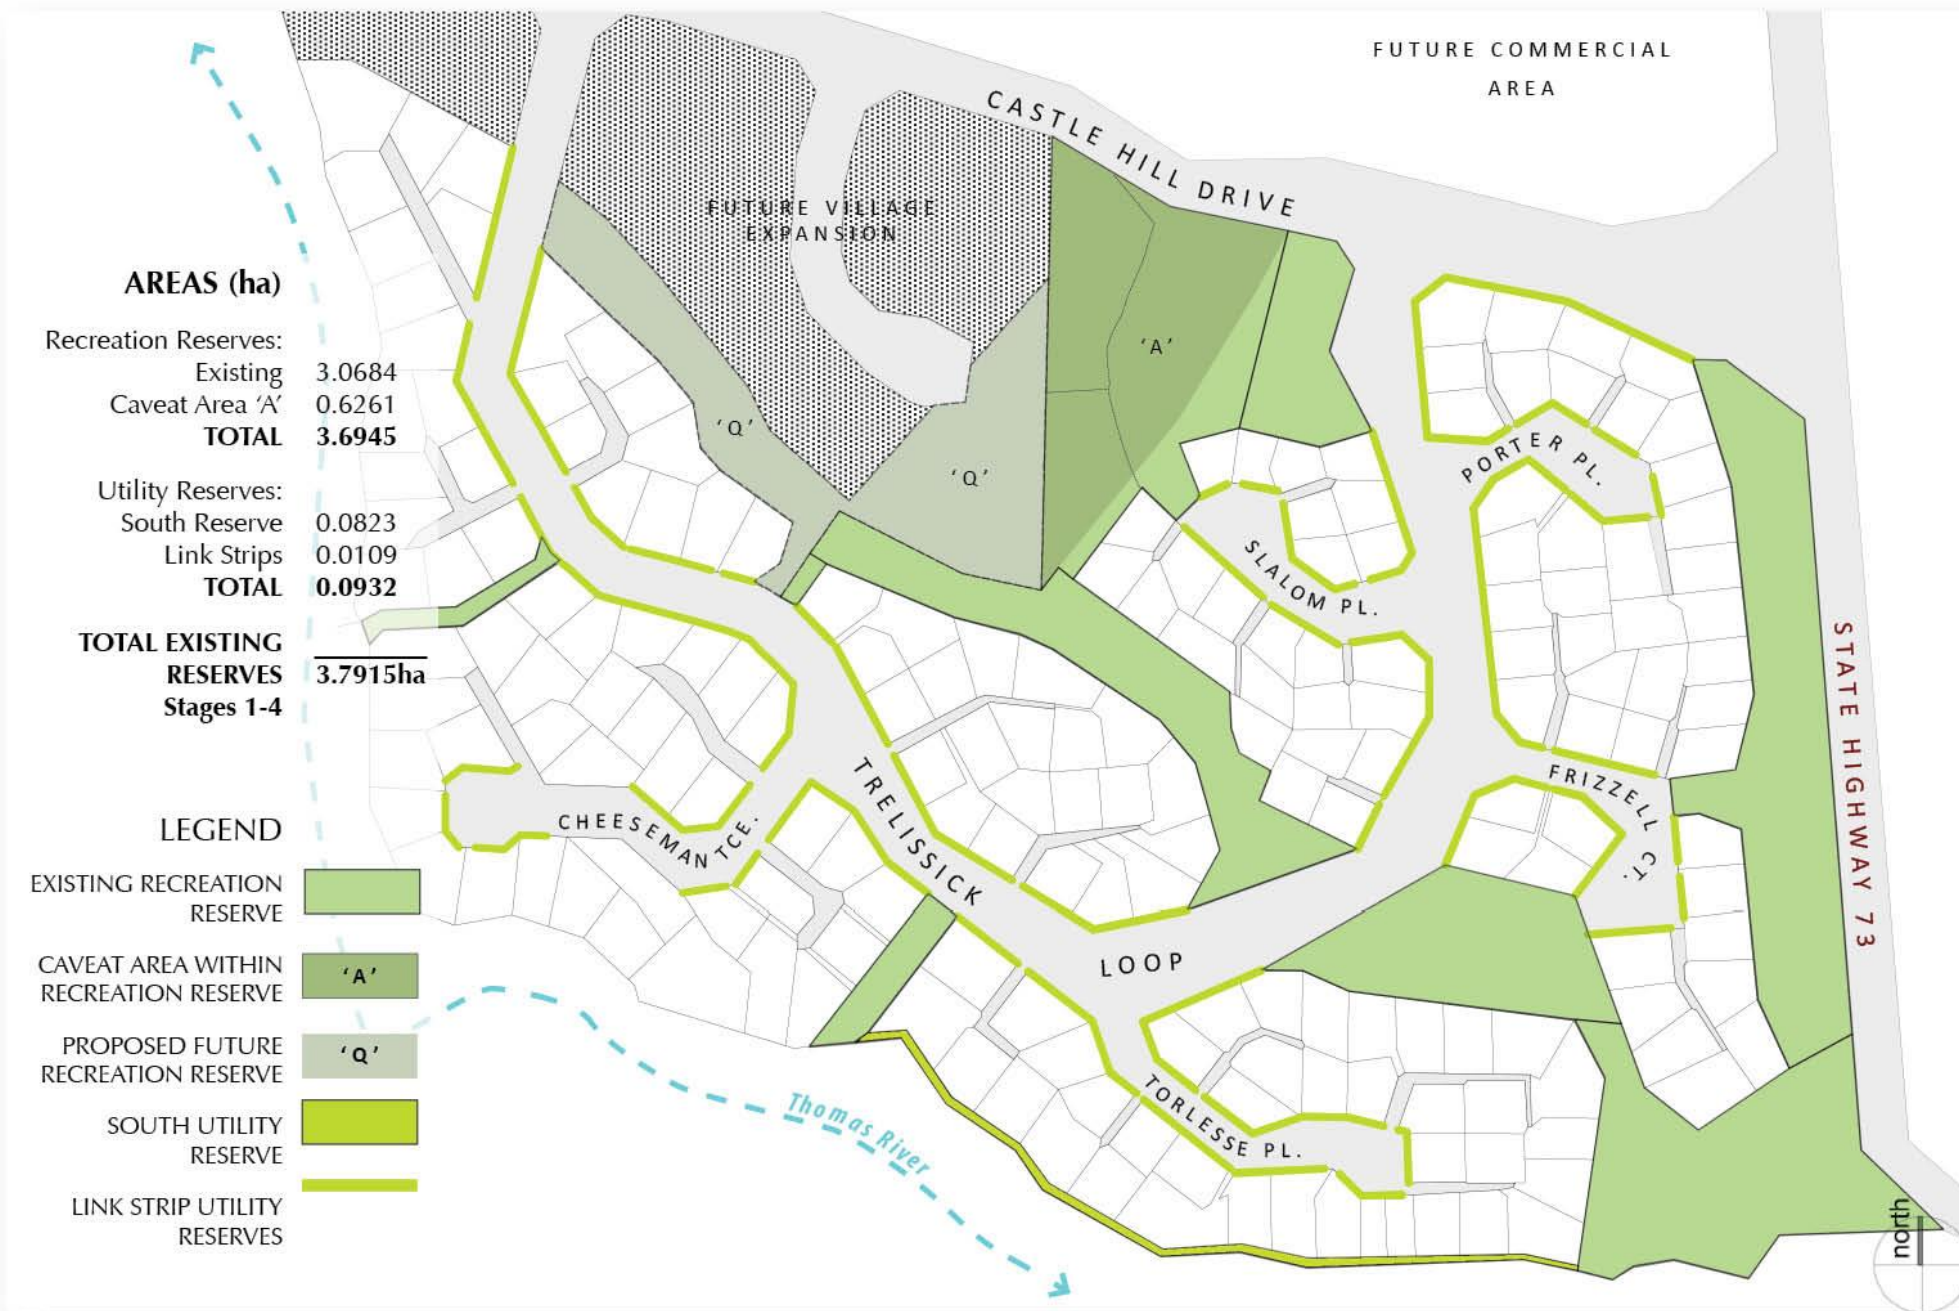 FUTURE COMMERCIAL
AREA
CASTLE HILL DRIVE
FUTURE VILLAGE
EXPANSION
'A'
'Q'
'Q'
PORTER PL.
SLALOM PL.
FRIZZELL CT.
STATE HIGHWAY 73
TRELISSICK
LOOP
CHEESEMAN TCE.
TORLESSE PL.
Thomas River
north
AREAS (ha)
Recreation Reserves:
Existing 3.0684
Caveat Area ‘A’ 0.6261
TOTAL 3.6945
Utility Reserves:
South Reserve 0.0823
Link Strips 0.0109
TOTAL 0.0932
TOTAL EXISTING
RESERVES 3.7915ha
Stages 1-4
LEGEND
EXISTING RECREATION
RESERVE
CAVEAT AREA WITHIN
RECREATION RESERVE
'A'
PROPOSED FUTURE
RECREATION RESERVE
'Q'
SOUTH UTILITY
RESERVE
LINK STRIP UTILITY
RESERVES